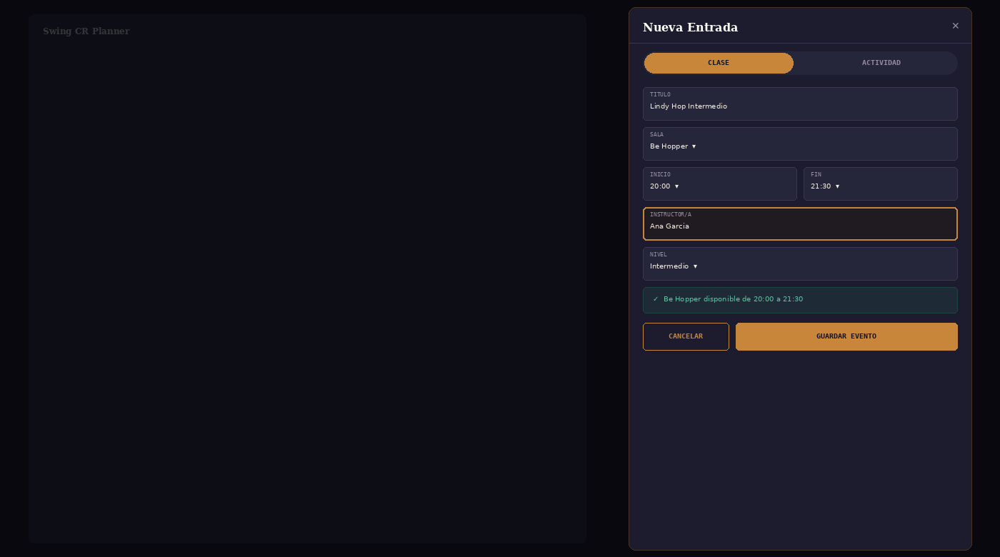 Swing CR Planner
Nueva Entrada ✕
CLASE ACTIVIDAD
TITULO
Lindy Hop Intermedio
SALA
Be Hopper ▾
INICIO FIN
20:00 ▾ 21:30 ▾
INSTRUCTOR/A
Ana Garcia
NIVEL
Intermedio ▾
✓ Be Hopper disponible de 20:00 a 21:30
CANCELAR GUARDAR EVENTO